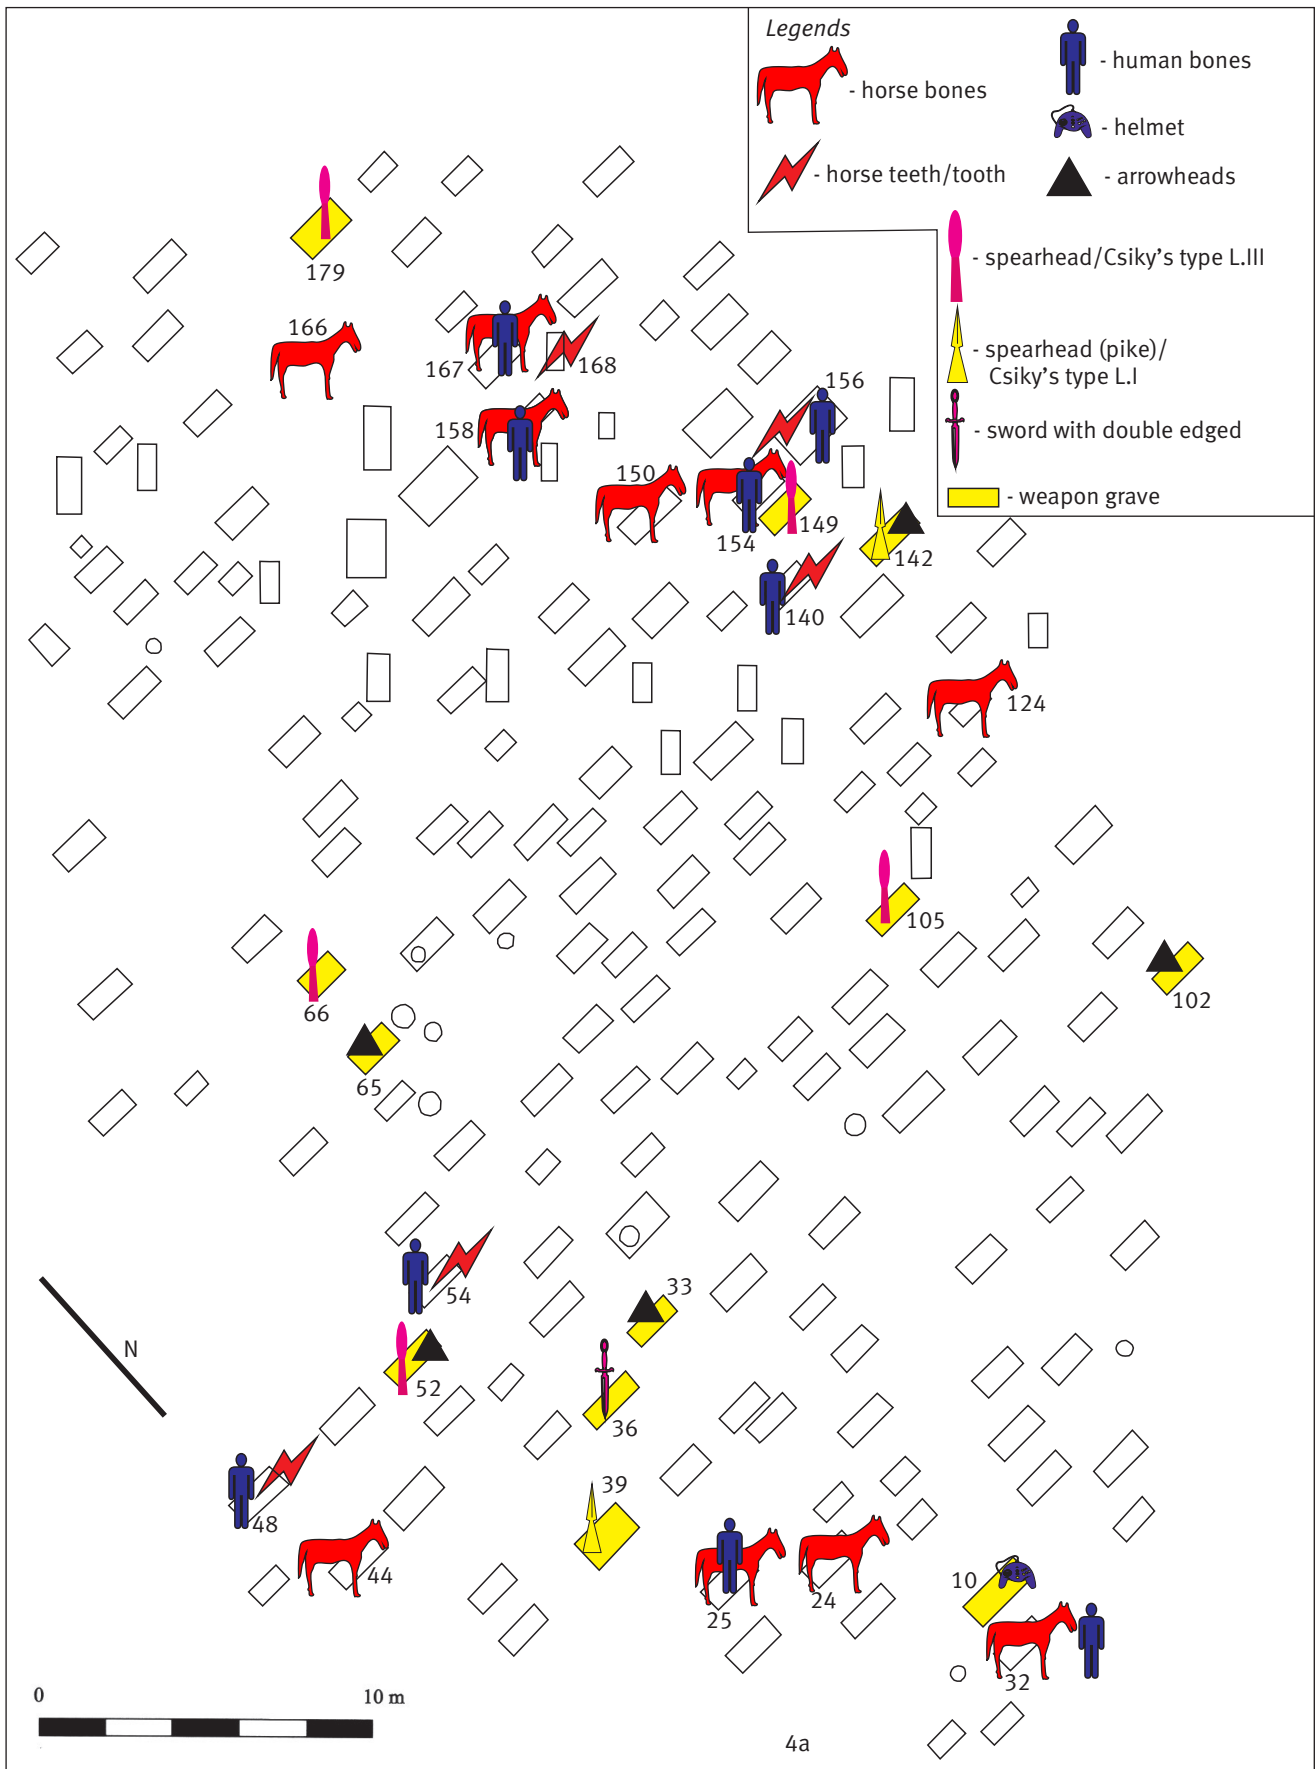 Legends
- horse bones
- human bones
- helmet
- horse teeth/tooth
- arrowheads
- spearhead/Csiky's type L.III
- spearhead (pike)/
Csiky's type L.I
- sword with double edged
- weapon grave
179
166
167
168
156
158
150
154
149
142
140
124
105
102
66
65
54
33
52
36
39
48
44
25
24
10
32
N
0
10 m
4a